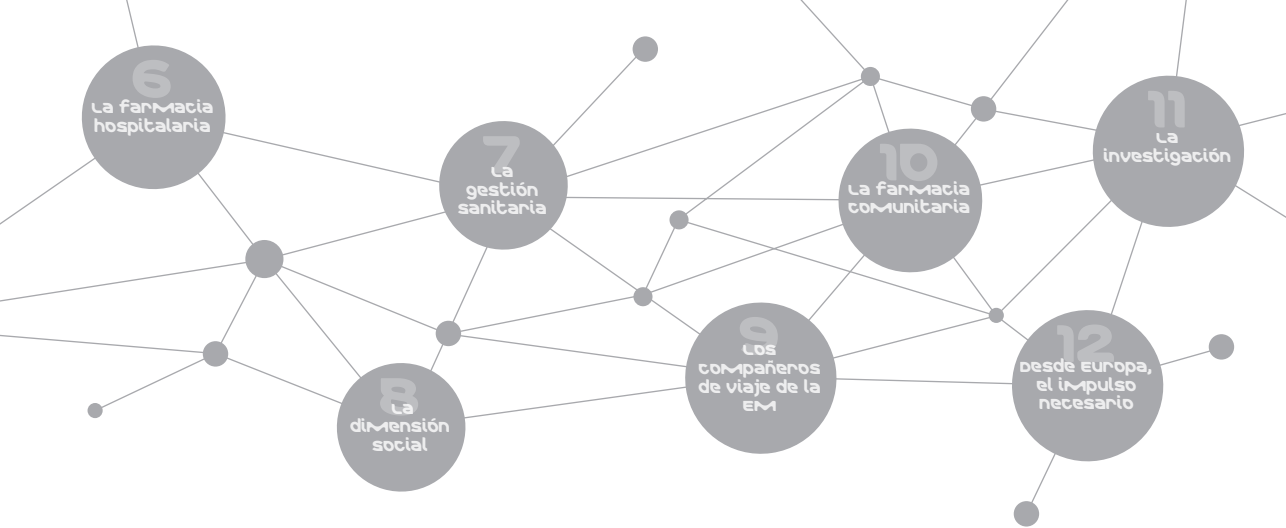 6
La farmacia
hospitalaria
7
La
gestión
sanitaria
8
La
dimensión
social
9
Los
compañeros
de viaje de la
EM
10
La farmacia
comunitaria
11
La
investigación
12
Desde Europa,
el impulso
necesario